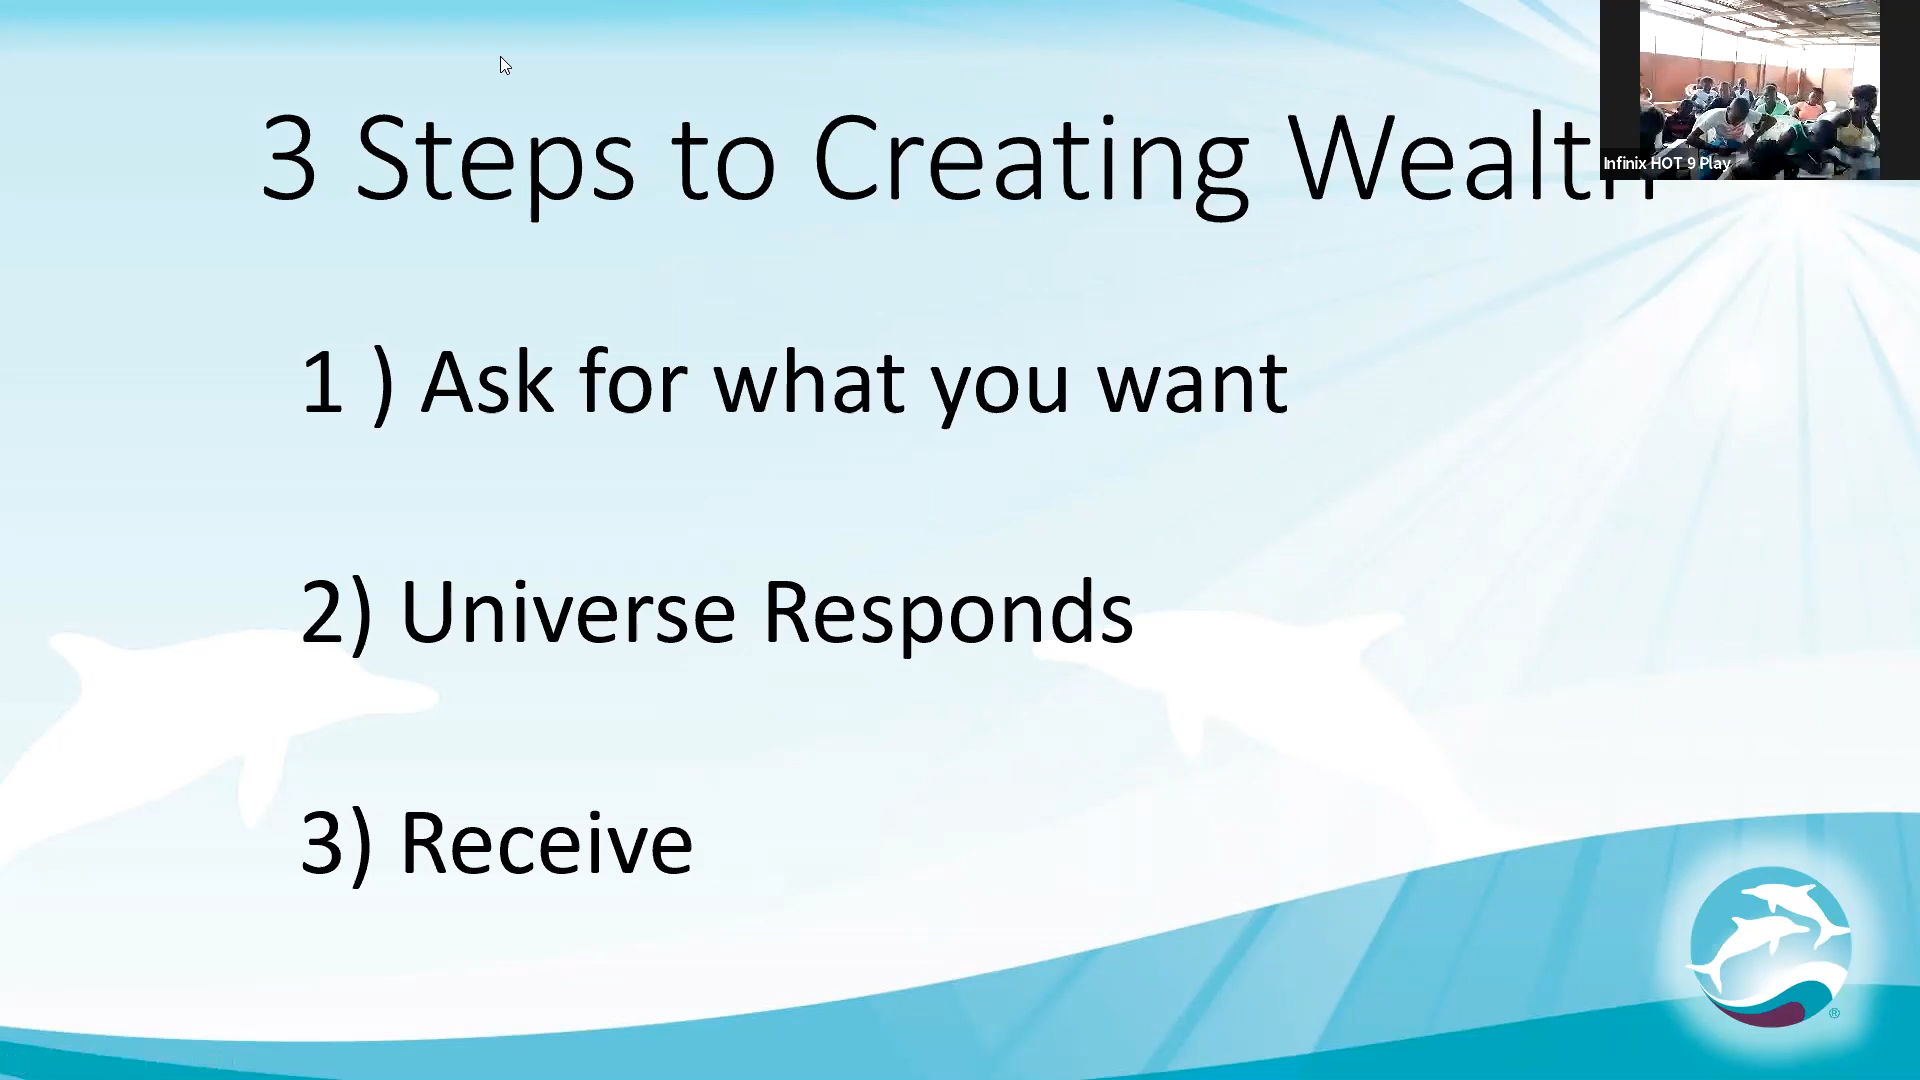 3 Steps to Creating Wealth
Infinix HOT 9 Play
1 ) Ask for what you want
2) Universe Responds
3) Receive
®